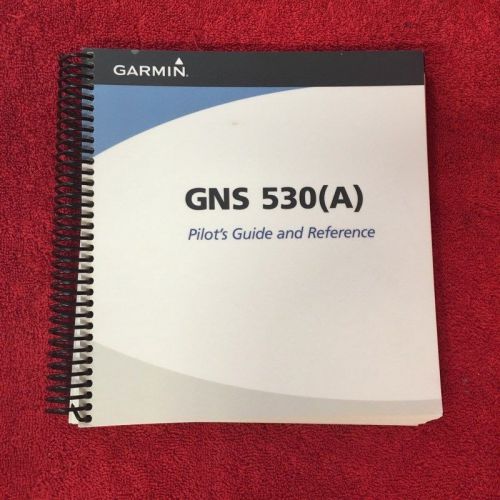 GARMIN
GNS 530(A)
Pilot's Guide and Reference